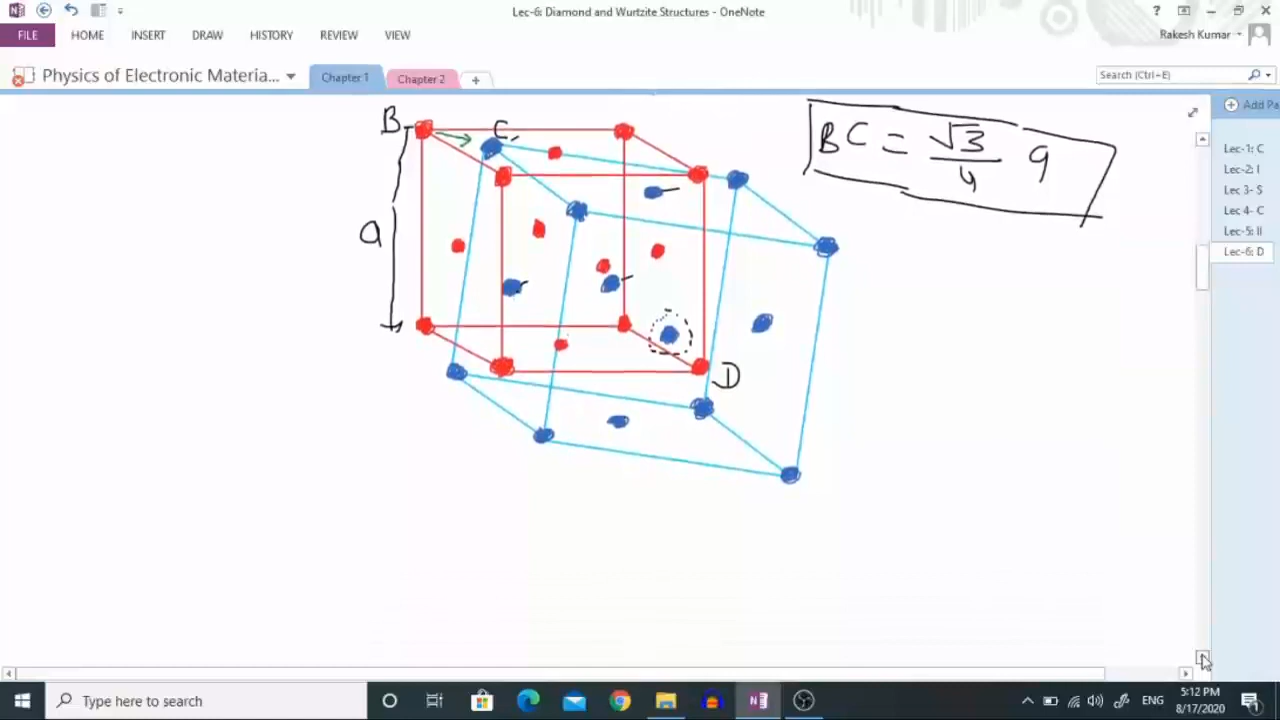 Lec-6: Diamond and Wurtzite Structures - OneNote
?
FILE HOME INSERT DRAW HISTORY REVIEW VIEW
Rakesh Kumar
Physics of Electronic Materia... Chapter 1 Chapter 2 +
Search (Ctrl+E)
Add Pa
Lec-1: C
Lec-2: I
Lec 3- S
Lec 4- C
Lec-5: II
Lec-6: D
B
C
BC = √3/4 a
a
D
Type here to search
ENG
5:12 PM
8/17/2020